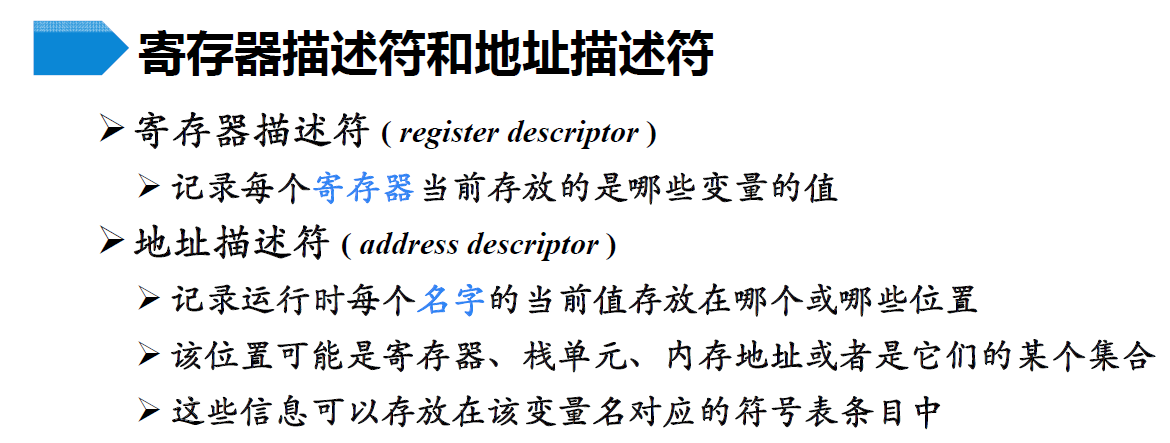 寄存器描述符和地址描述符
➢ 寄存器描述符 ( register descriptor )
➢ 记录每个寄存器当前存放的是哪些变量的值
➢ 地址描述符 ( address descriptor )
➢ 记录运行时每个名字的当前值存放在哪个或哪些位置
➢ 该位置可能是寄存器、栈单元、内存地址或者是它们的某个集合
➢ 这些信息可以存放在该变量名对应的符号表条目中